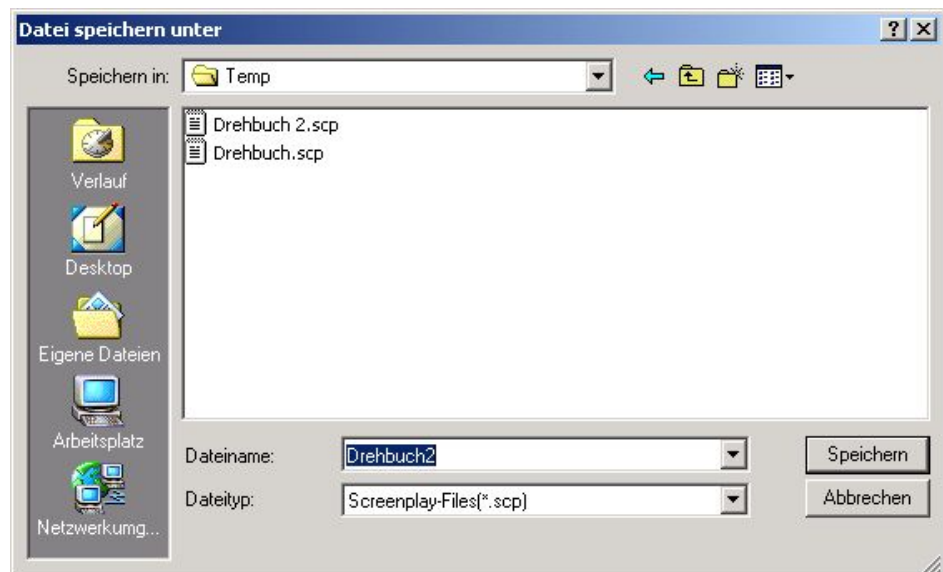 Datei speichern unter
Speichern in: Temp
Drehbuch 2.scp
Drehbuch.scp
Verlauf
Desktop
Eigene Dateien
Arbeitsplatz
Netzwerkumg...
Dateiname: Drehbuch2 Speichern
Dateityp: Screenplay-Files(*.scp) Abbrechen